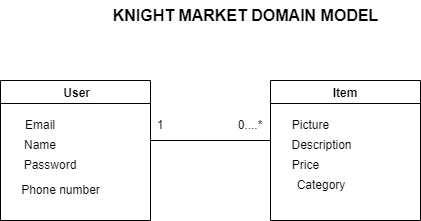 KNIGHT MARKET DOMAIN MODEL
User
Email
Name
Password
Phone number
1
0....*
Item
Picture
Description
Price
Category